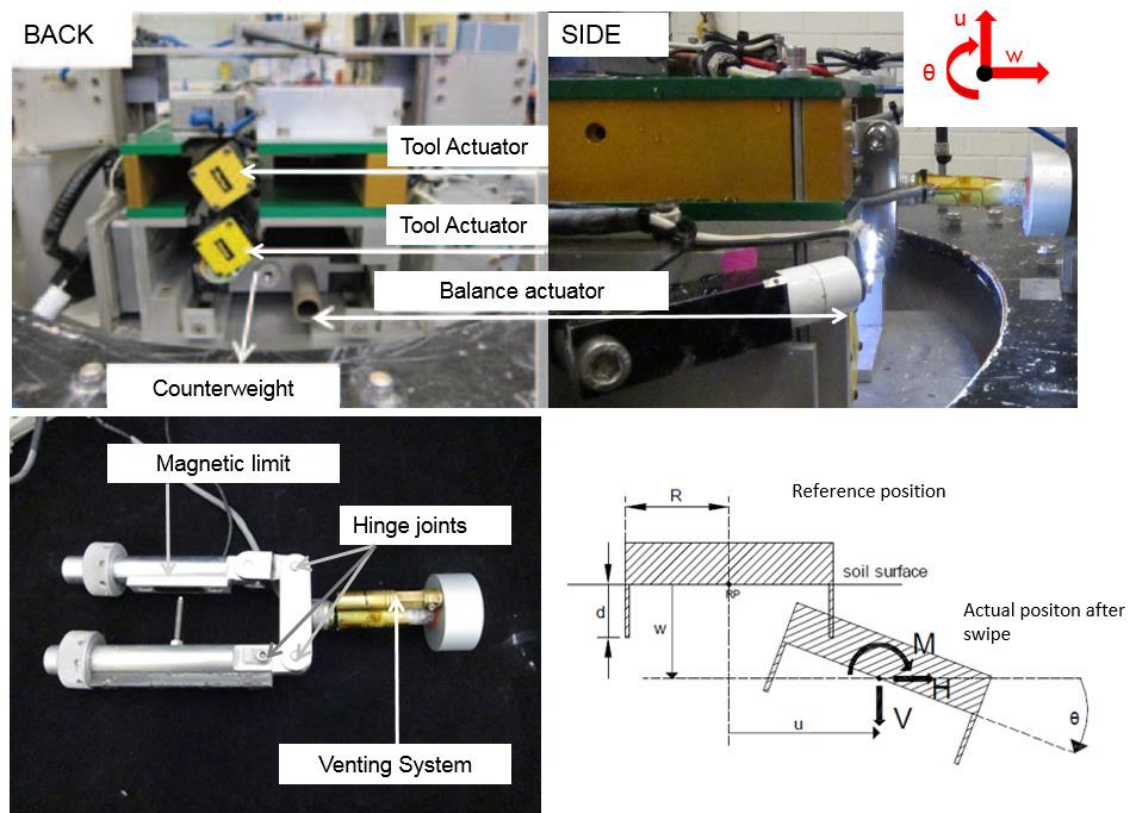 BACK
SIDE
u
w
θ
Tool Actuator
Tool Actuator
Balance actuator
Counterweight
Magnetic limit
Hinge joints
Venting System
R
Reference position
soil surface
RP
d
w
Actual positon after
swipe
M
H
V
u
θ